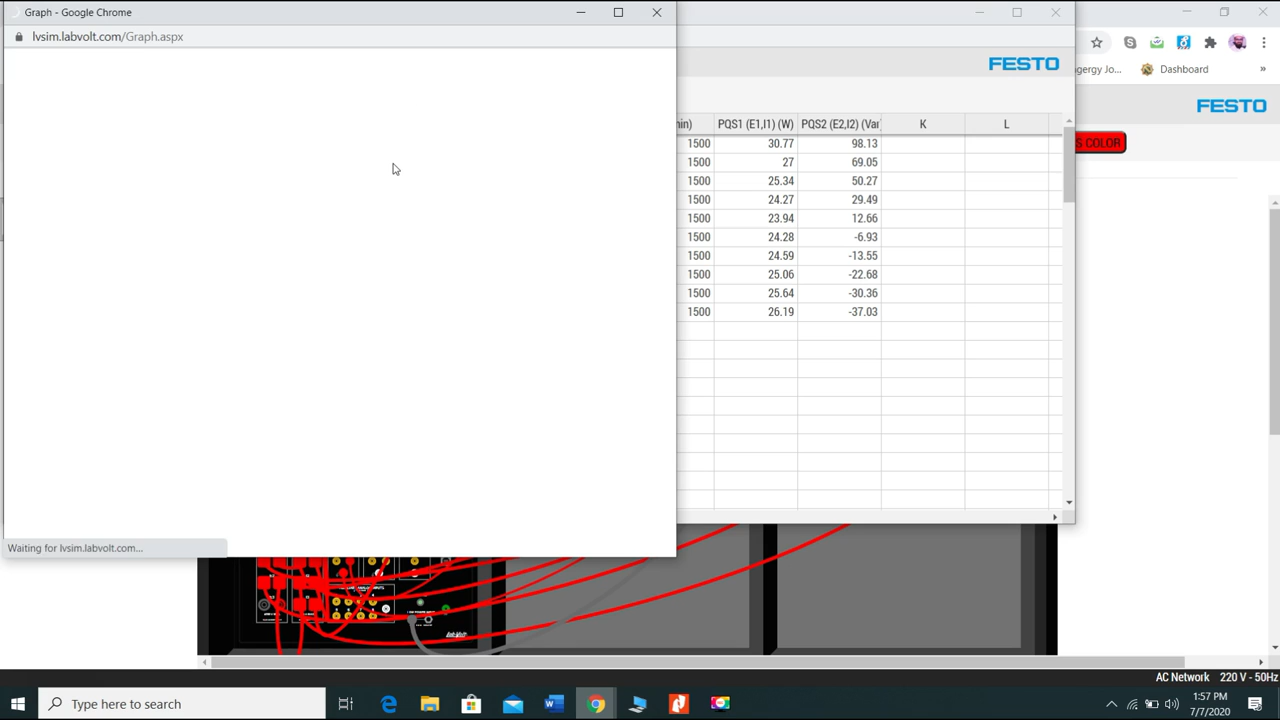 Graph - Google Chrome
lvsim.labvolt.com/Graph.aspx
FESTO
ngergy Jo...
Dashboard
»
FESTO
S COLOR
in) PQS1 (E1,I1) (W) PQS2 (E2,I2) (Var K L
1500 30.77 98.13
1500 27 69.05
1500 25.34 50.27
1500 24.27 29.49
1500 23.94 12.66
1500 24.28 -6.93
1500 24.59 -13.55
1500 25.06 -22.68
1500 25.64 -30.36
1500 26.19 -37.03
Waiting for lvsim.labvolt.com...
AC Network 220 V - 50Hz
Type here to search
1:57 PM
7/7/2020